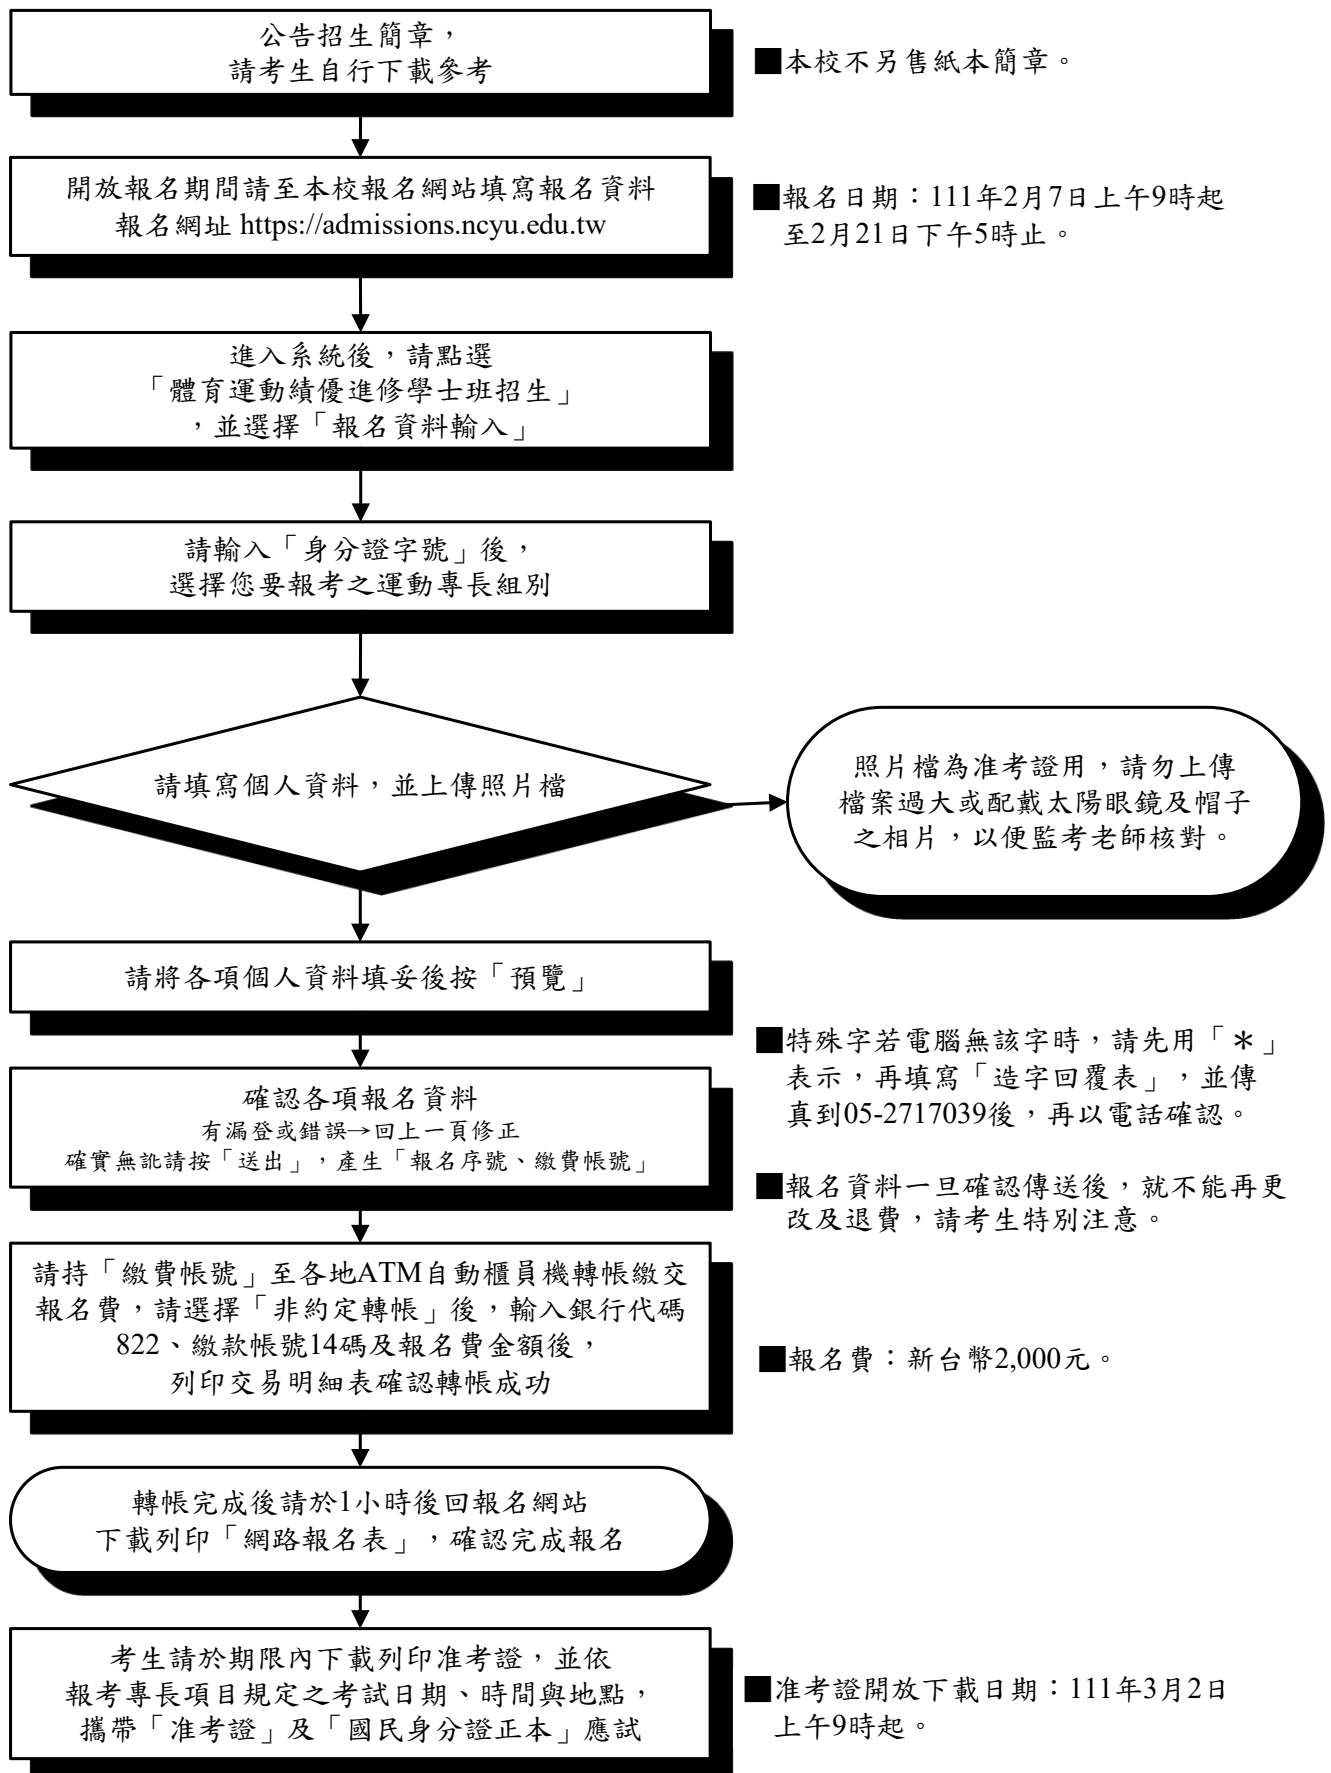 公告招生簡章，
請考生自行下載參考
■本校不另售紙本簡章。
開放報名期間請至本校報名網站填寫報名資料
報名網址 https://admissions.ncyu.edu.tw
■報名日期：111年2月7日上午9時起
至2月21日下午5時止。
進入系統後，請點選
「體育運動績優進修學士班招生」
，並選擇「報名資料輸入」
請輸入「身分證字號」後，
選擇您要報考之運動專長組別
請填寫個人資料，並上傳照片檔
照片檔為准考證用，請勿上傳
檔案過大或配戴太陽眼鏡及帽子
之相片，以便監考老師核對。
請將各項個人資料填妥後按「預覽」
■特殊字若電腦無該字時，請先用「＊」
表示，再填寫「造字回覆表」，並傳
真到05-2717039後，再以電話確認。
確認各項報名資料
有漏登或錯誤→回上一頁修正
確實無訛請按「送出」，產生「報名序號、繳費帳號」
■報名資料一旦確認傳送後，就不能再更
改及退費，請考生特別注意。
請持「繳費帳號」至各地ATM自動櫃員機轉帳繳交
報名費，請選擇「非約定轉帳」後，輸入銀行代碼
822、繳款帳號14碼及報名費金額後，
列印交易明細表確認轉帳成功
■報名費：新台幣2,000元。
轉帳完成後請於1小時後回報名網站
下載列印「網路報名表」，確認完成報名
考生請於期限內下載列印准考證，並依
報考專長項目規定之考試日期、時間與地點，
攜帶「准考證」及「國民身分證正本」應試
■准考證開放下載日期：111年3月2日
上午9時起。